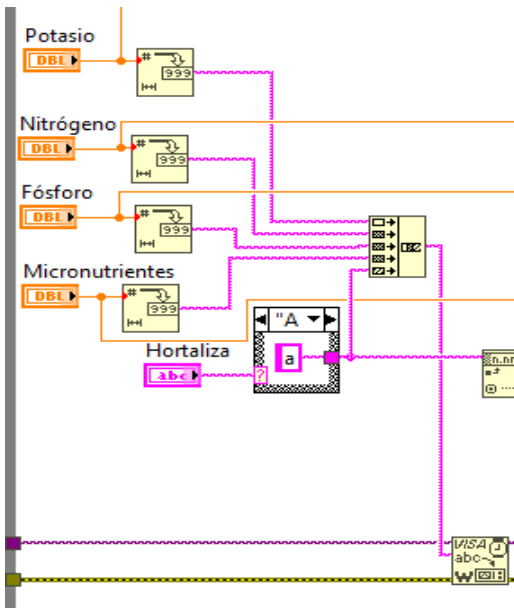 Potasio
DBL
#
999
Nitrógeno
DBL
#
999
Fósforo
DBL
#
999
Micronutrientes
DBL
#
999
"A
Hortaliza
a
abc
?
VISA
abc
W